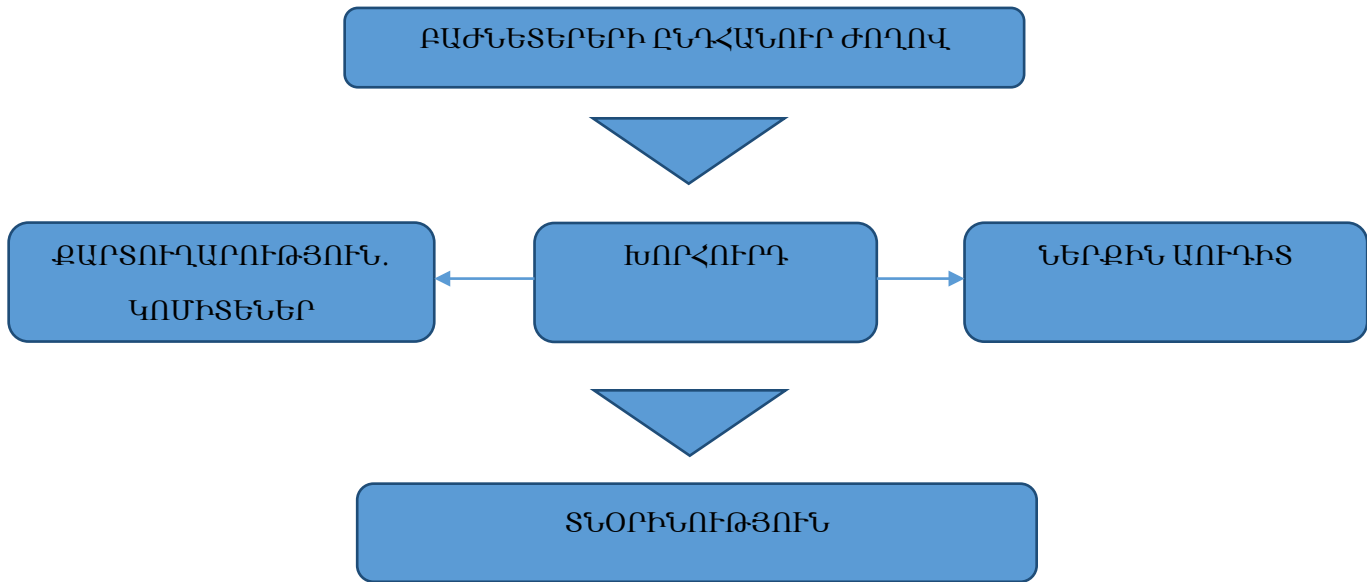 ԲԱԺՆԵՏԵՐԵՐԻ ԸՆԴՀԱՆՈՒՐ ԺՈՂՈՎ
ՔԱՐՏՈՒՂԱՐՈՒԹՅՈՒՆ.
ԿՈՄԻՏԵՆԵՐ
ԽՈՐՀՈՒՐԴ
ՆԵՐՔԻՆ ԱՈՒԴԻՏ
ՏՆՕՐԻՆՈՒԹՅՈՒՆ